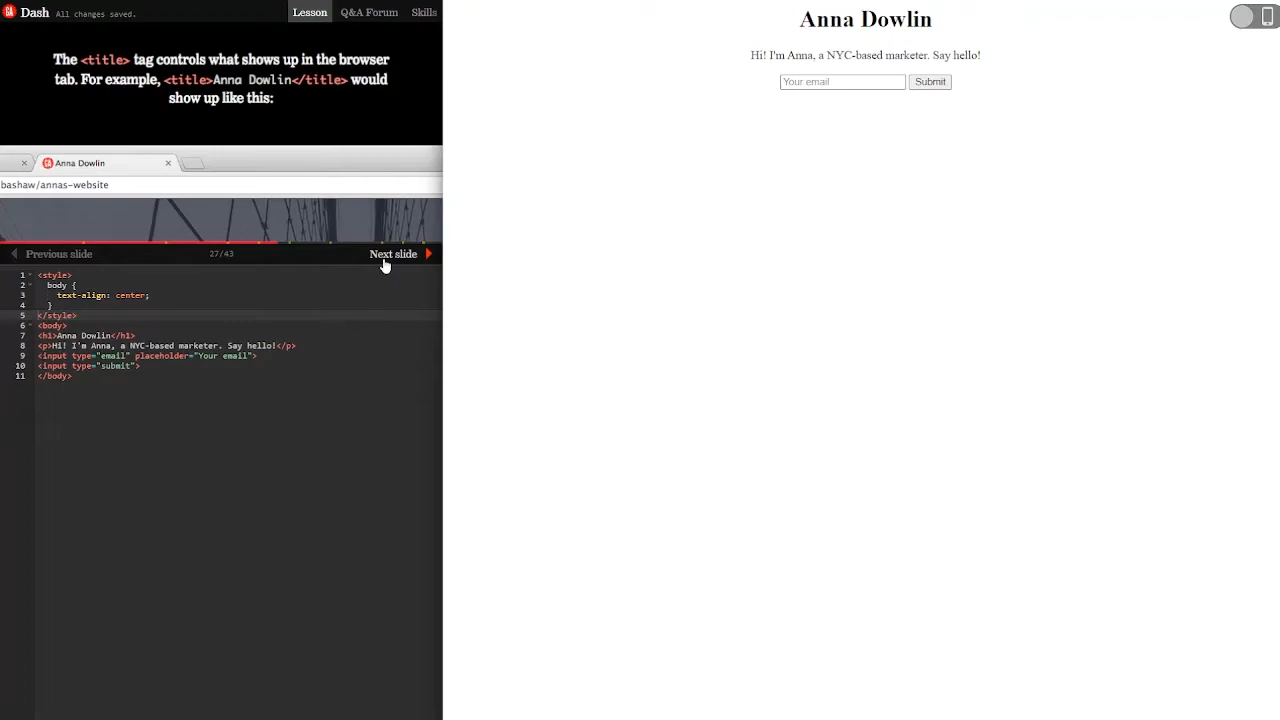 GA Dash All changes saved. Lesson Q&A Forum Skills
The <title> tag controls what shows up in the browser
tab. For example, <title>Anna Dowlin</title> would
show up like this:
GA Anna Dowlin
bashaw/annas-website
Previous slide 27/43 Next slide
1 <style>
2 body {
3 text-align: center;
4 }
5 </style>
6 <body>
7 <h1>Anna Dowlin</h1>
8 <p>Hi! I'm Anna, a NYC-based marketer. Say hello!</p>
9 <input type="email" placeholder="Your email">
10 <input type="submit">
11 </body>
Anna Dowlin
Hi! I'm Anna, a NYC-based marketer. Say hello!
Your email Submit